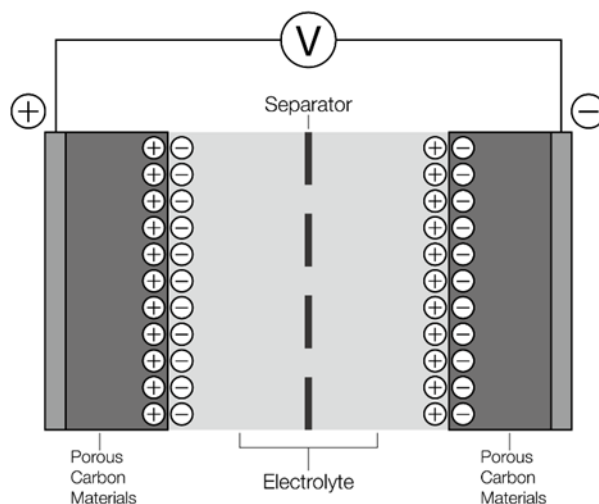 V
Separator
Porous
Carbon
Materials
Electrolyte
Porous
Carbon
Materials